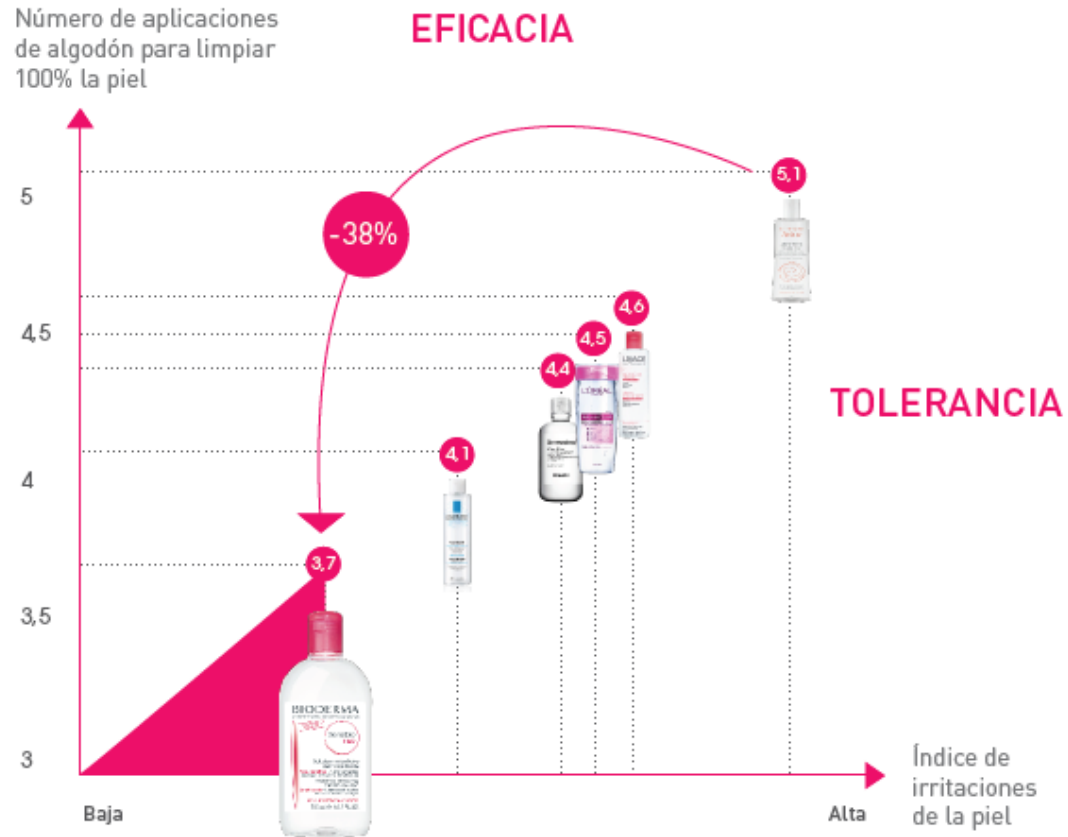 Número de aplicaciones
de algodón para limpiar
100% la piel
EFICACIA
5
4,5
4
3,5
3
-38%
5,1
4,6
4,5
4,4
4,1
3,7
L'ORÉAL
BIODERMA
TOLERANCIA
Baja
Alta
Índice de
irritaciones
de la piel